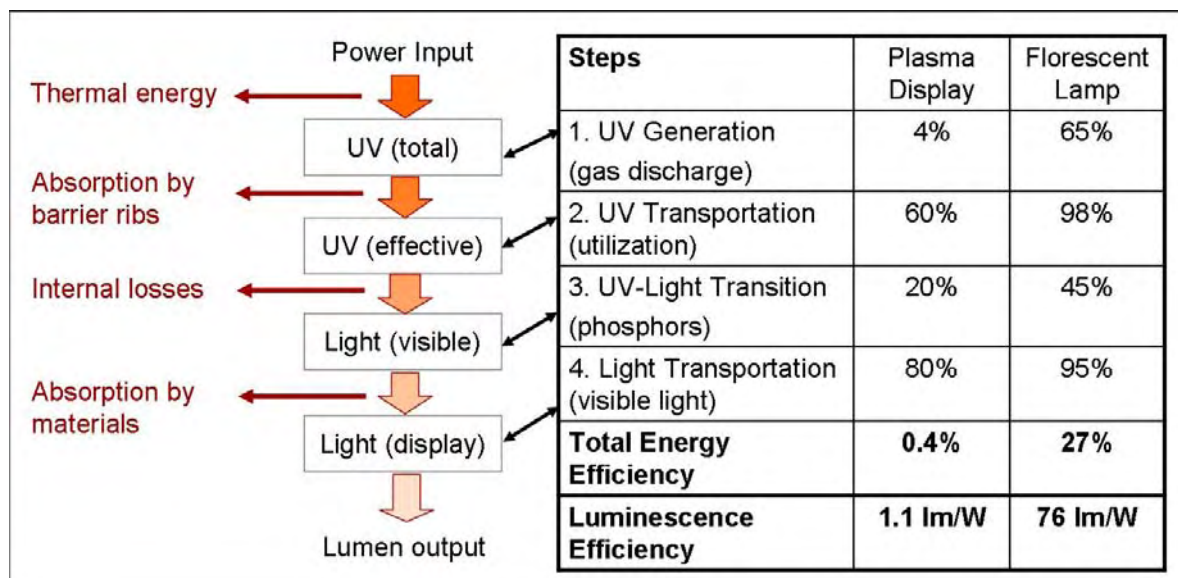 Power Input
Thermal energy
UV (total)
Absorption by
barrier ribs
UV (effective)
Internal losses
Light (visible)
Absorption by
materials
Light (display)
Lumen output
Steps
Plasma
Display
Florescent
Lamp
1. UV Generation
(gas discharge)
4%
65%
2. UV Transportation
(utilization)
60%
98%
3. UV-Light Transition
(phosphors)
20%
45%
4. Light Transportation
(visible light)
80%
95%
Total Energy
Efficiency
0.4%
27%
Luminescence
Efficiency
1.1 lm/W
76 lm/W